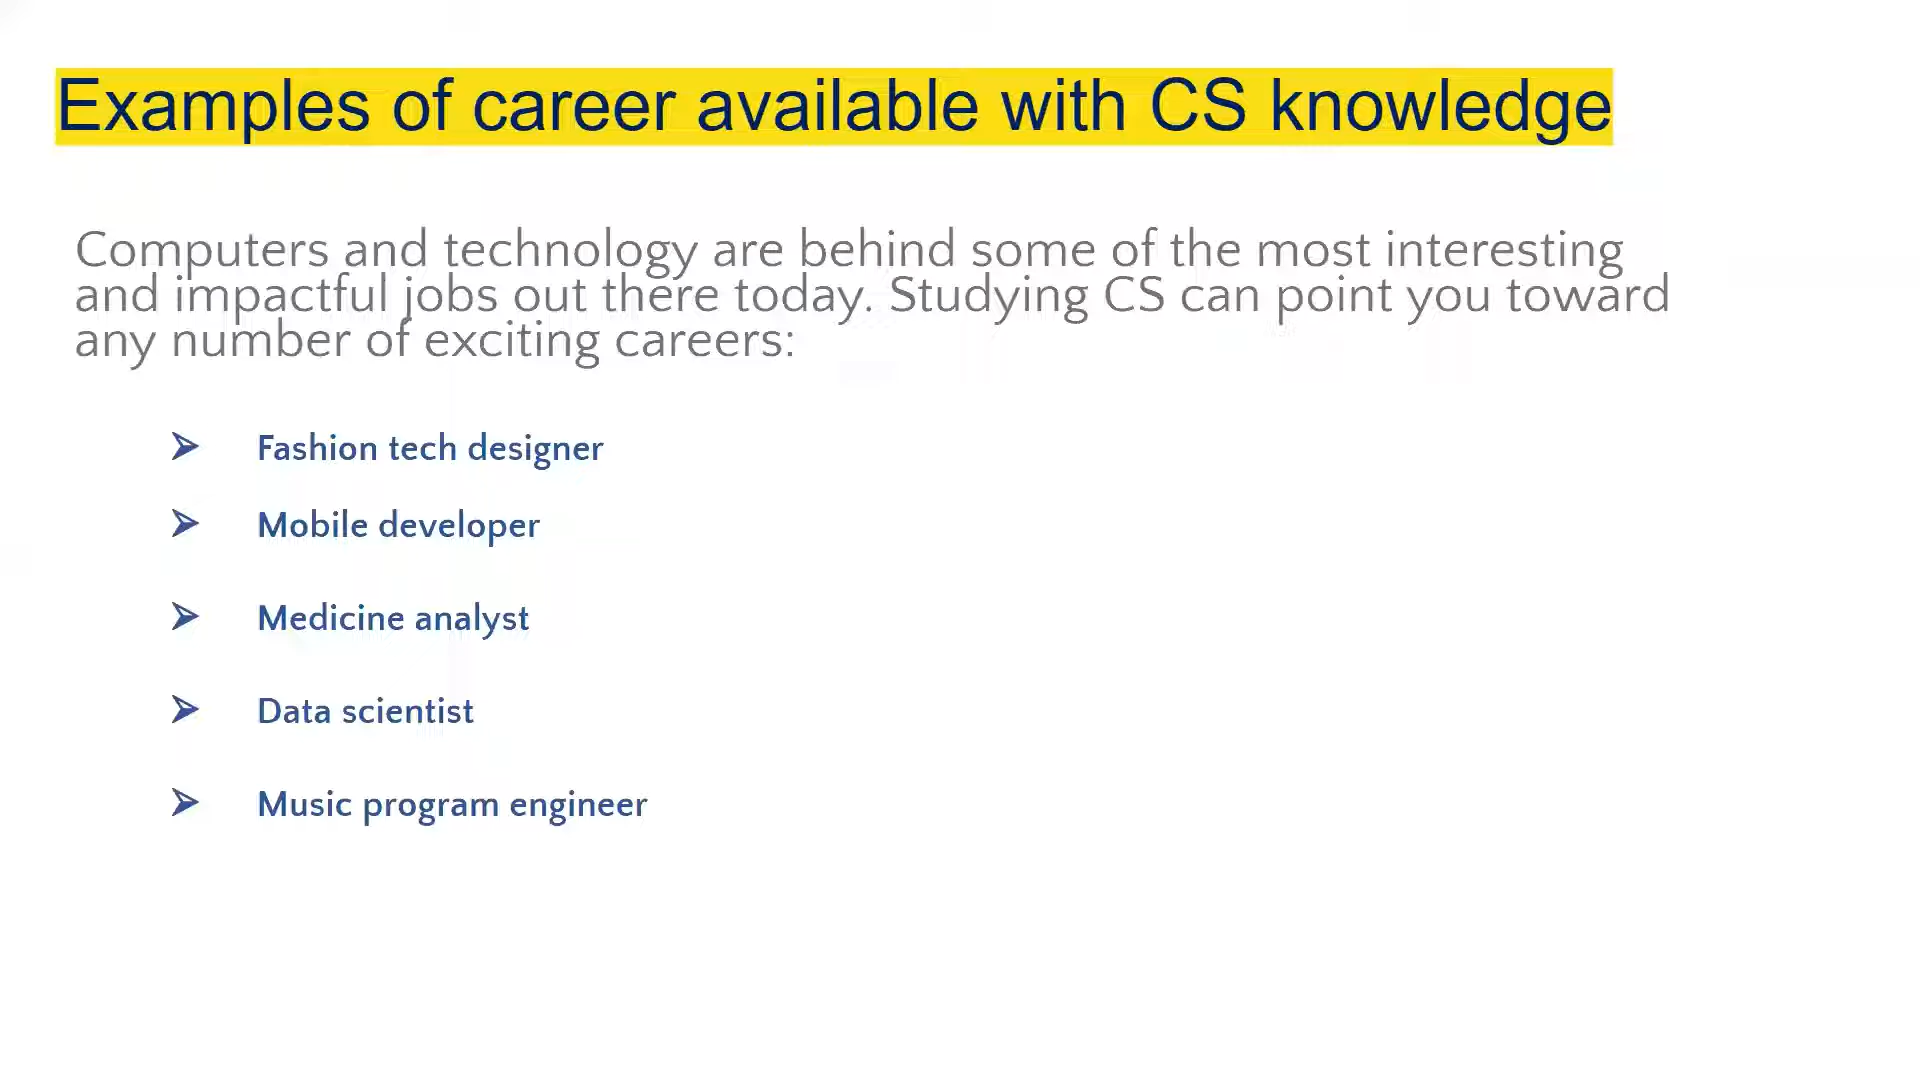 Examples of career available with CS knowledge
Computers and technology are behind some of the most interesting
and impactful jobs out there today. Studying CS can point you toward
any number of exciting careers:
Fashion tech designer
Mobile developer
Medicine analyst
Data scientist
Music program engineer